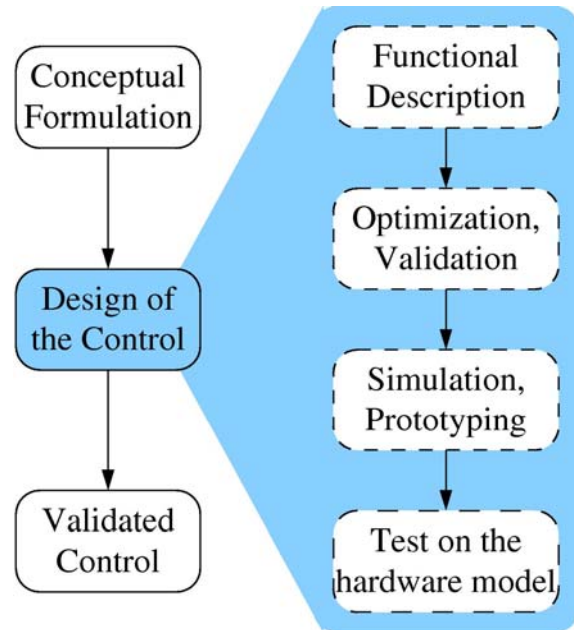 Conceptual
Formulation
Design of
the Control
Validated
Control
Functional
Description
Optimization,
Validation
Simulation,
Prototyping
Test on the
hardware model